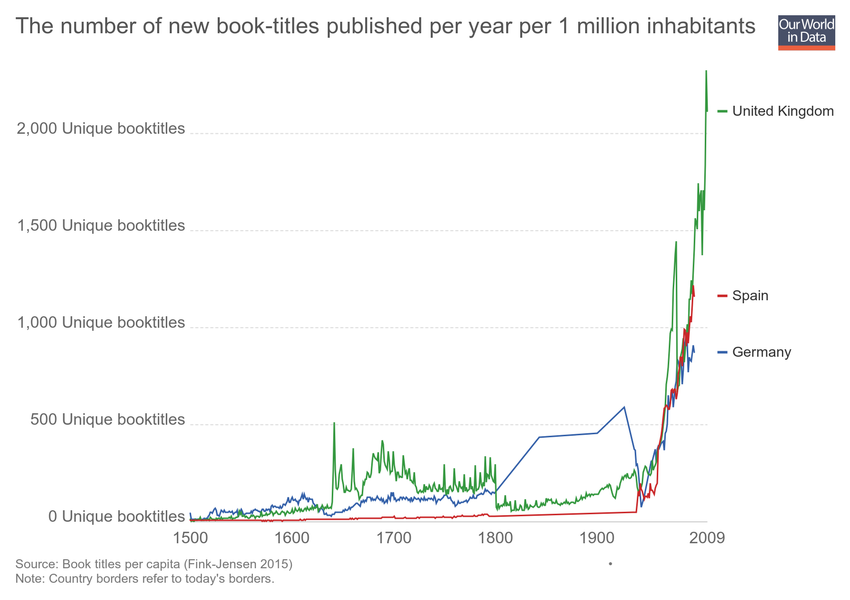 The number of new book-titles published per year per 1 million inhabitants
Our World
in Data
2,000 Unique booktitles
1,500 Unique booktitles
1,000 Unique booktitles
500 Unique booktitles
0 Unique booktitles
United Kingdom
Spain
Germany
1500 1600 1700 1800 1900 2009
Source: Book titles per capita (Fink-Jensen 2015)
Note: Country borders refer to today's borders.